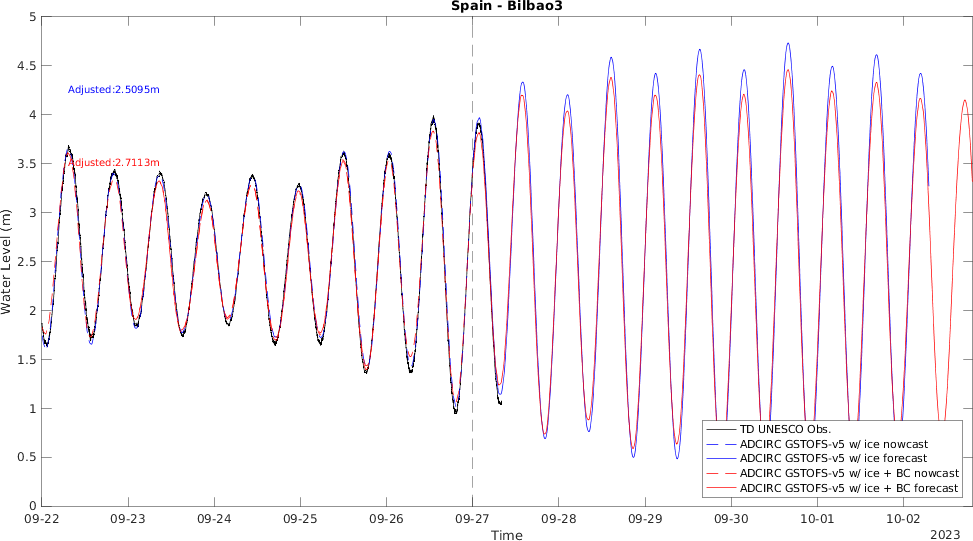 Spain - Bilbao3
5
4.5
4
3.5
3
2.5
2
1.5
1
0.5
0
Water Level (m)
Adjusted:2.5095m
Adjusted:2.7113m
TD UNESCO Obs.
ADCIRC GSTOFS-v5 w/ ice nowcast
ADCIRC GSTOFS-v5 w/ ice forecast
ADCIRC GSTOFS-v5 w/ ice + BC nowcast
ADCIRC GSTOFS-v5 w/ ice + BC forecast
09-22 09-23 09-24 09-25 09-26 09-27 09-28 09-29 09-30 10-01 10-02
Time
2023